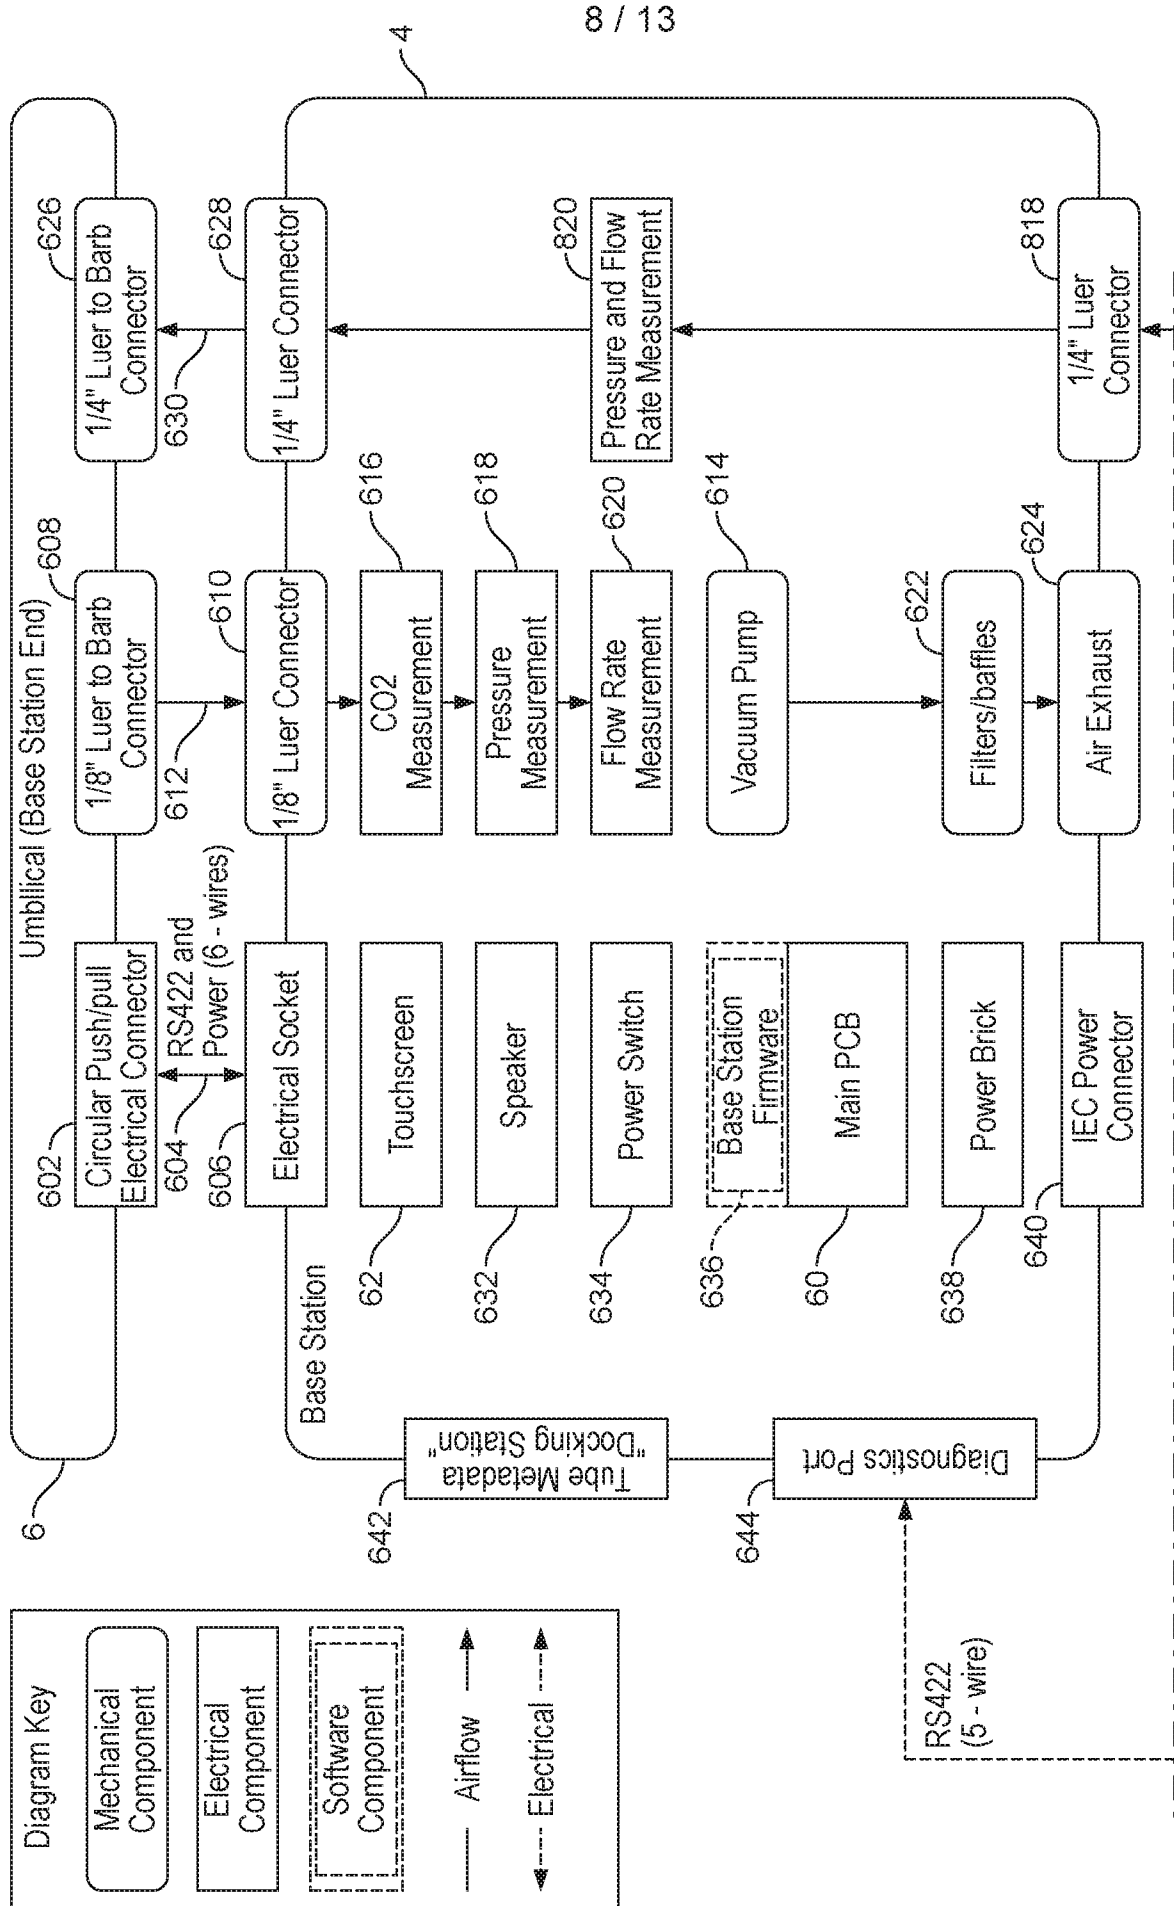 8 / 13
Diagram Key
Mechanical
Component
Electrical
Component
Software
Component
Airflow
Electrical
6
Umbilical (Base Station End)
602
Circular Push/pull
Electrical Connector
608
1/8" Luer to Barb
Connector
626
1/4" Luer to Barb
Connector
604
RS422 and
Power (6 - wires)
612
630
4
Base Station
606
Electrical Socket
610
1/8" Luer Connector
628
1/4" Luer Connector
62
Touchscreen
616
CO2
Measurement
632
Speaker
618
Pressure
Measurement
634
Power Switch
620
Flow Rate
Measurement
820
Pressure and Flow
Rate Measurement
636
Base Station
Firmware
60
Main PCB
614
Vacuum Pump
638
Power Brick
622
Filters/baffles
640
IEC Power
Connector
624
Air Exhaust
818
1/4" Luer
Connector
642
Tube Metadata
"Docking Station"
644
Diagnostics Port
RS422
(5 - wire)